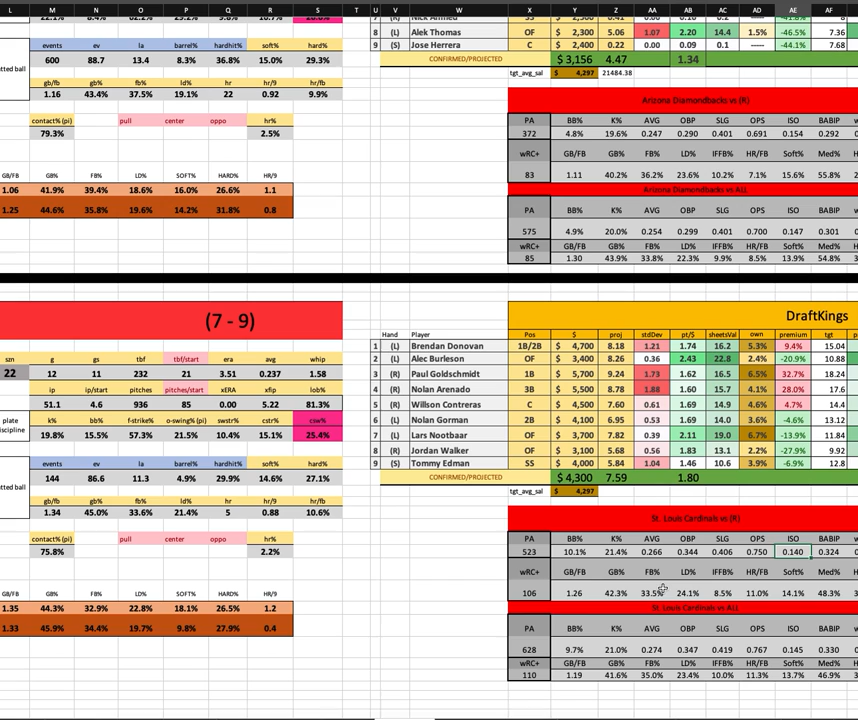 L M N O P Q R S T U V W X Y Z AA AB AC AD AE AF
22.1% 8.4% 62.2% 29.2% 9.8% 10.7%
(R) Nick Ahmed SS $ 2,500
8 (L) Alek Thomas OF $ 2,300 5.06 1.07 2.20 14.4 1.5% -46.5% 7.36
9 (S) Jose Herrera C $ 2,400 0.22 0.00 0.09 0.1 ---- -44.1% 7.68
CONFIRMED/PROJECTED $ 3,156 4.47 1.34
tgt_avg_sal $ 4,297 21484.38
tted ball
events ev la barrel% hardhit% soft% hard%
600 88.7 13.4 8.3% 36.8% 15.0% 29.3%
gb/fb gb% fb% ld% hr hr/9 hr/fb
1.16 43.4% 37.5% 19.1% 22 0.92 9.9%
contact% (pi) pull center oppo hr%
79.3% 2.5%
GB/FB GB% FB% LD% SOFT% HARD% HR/9
1.06 41.9% 39.4% 18.6% 16.0% 26.6% 1.1
1.25 44.6% 35.8% 19.6% 14.2% 31.8% 0.8
Arizona Diamondbacks vs (R)
PA BB% K% AVG OBP SLG OPS ISO BABIP w
372 4.8% 19.6% 0.247 0.290 0.401 0.691 0.154 0.292
wRC+ GB/FB GB% FB% LD% IFFB% HR/FB Soft% Med% H
83 1.11 40.2% 36.2% 23.6% 10.2% 7.1% 15.6% 55.8% 2
Arizona Diamondbacks vs ALL
PA BB% K% AVG OBP SLG OPS ISO BABIP w
575 4.9% 20.0% 0.254 0.299 0.401 0.700 0.147 0.301
wRC+ GB/FB GB% FB% LD% IFFB% HR/FB Soft% Med% H
85 1.30 43.9% 33.8% 22.3% 9.9% 8.5% 13.9% 54.8% 3
(7 - 9)
szn g gs tbf tbf/start era avg whip
22 12 11 232 21 3.51 0.237 1.58
ip ip/start pitches pitches/start xERA xfip lob%
51.1 4.6 936 85 0.00 5.22 81.3%
plate discipline
k% bb% f-strike% o-swing% (pi) swstr% cstr% csw%
19.8% 15.5% 57.3% 21.5% 10.4% 15.1% 25.4%
tted ball
events ev la barrel% hardhit% soft% hard%
144 86.6 11.3 4.9% 29.9% 14.6% 27.1%
gb/fb gb% fb% ld% hr hr/9 hr/fb
1.34 45.0% 33.6% 21.4% 5 0.88 10.6%
contact% (pi) pull center oppo hr%
75.8% 2.2%
GB/FB GB% FB% LD% SOFT% HARD% HR/9
1.35 44.3% 32.9% 22.8% 18.1% 26.5% 1.2
1.33 45.9% 34.4% 19.7% 9.8% 27.9% 0.4
DraftKings
Hand Player Pos $ proj stdDev pt/$ sheetsVal own premium tgt p
1 (L) Brendan Donovan 1B/2B $ 4,700 8.18 1.21 1.74 16.2 5.3% 9.4% 15.04
2 (L) Alec Burleson OF $ 3,400 8.26 0.36 2.43 22.8 2.4% -20.9% 10.88
3 (R) Paul Goldschmidt 1B $ 5,700 9.24 1.73 1.62 16.5 6.5% 32.7% 18.24
4 (R) Nolan Arenado 3B $ 5,500 8.78 1.88 1.60 15.7 4.1% 28.0% 17.6
5 (R) Willson Contreras C $ 4,500 7.60 0.61 1.69 14.9 4.6% 4.7% 14.4
6 (L) Nolan Gorman 2B $ 4,100 6.95 0.53 1.69 14.0 3.6% -4.6% 13.12
7 (L) Lars Nootbaar OF $ 3,700 7.82 0.39 2.11 19.0 6.7% -13.9% 11.84
8 (R) Jordan Walker OF $ 3,100 5.68 0.56 1.83 13.1 2.2% -27.9% 9.92
9 (S) Tommy Edman SS $ 4,000 5.84 1.04 1.46 10.6 3.9% -6.9% 12.8
CONFIRMED/PROJECTED $ 4,300 7.59 1.80
tgt_avg_sal $ 4,297
St. Louis Cardinals vs (R)
PA BB% K% AVG OBP SLG OPS ISO BABIP w
523 10.1% 21.4% 0.266 0.344 0.406 0.750 0.140 0.324
wRC+ GB/FB GB% FB% LD% IFFB% HR/FB Soft% Med% H
106 1.26 42.3% 33.5% 24.1% 8.5% 11.0% 14.1% 48.3% 3
St. Louis Cardinals vs ALL
PA BB% K% AVG OBP SLG OPS ISO BABIP w
628 9.7% 21.0% 0.274 0.347 0.419 0.767 0.145 0.330
wRC+ GB/FB GB% FB% LD% IFFB% HR/FB Soft% Med% H
110 1.19 41.6% 35.0% 23.4% 10.0% 11.3% 13.7% 46.9% 3